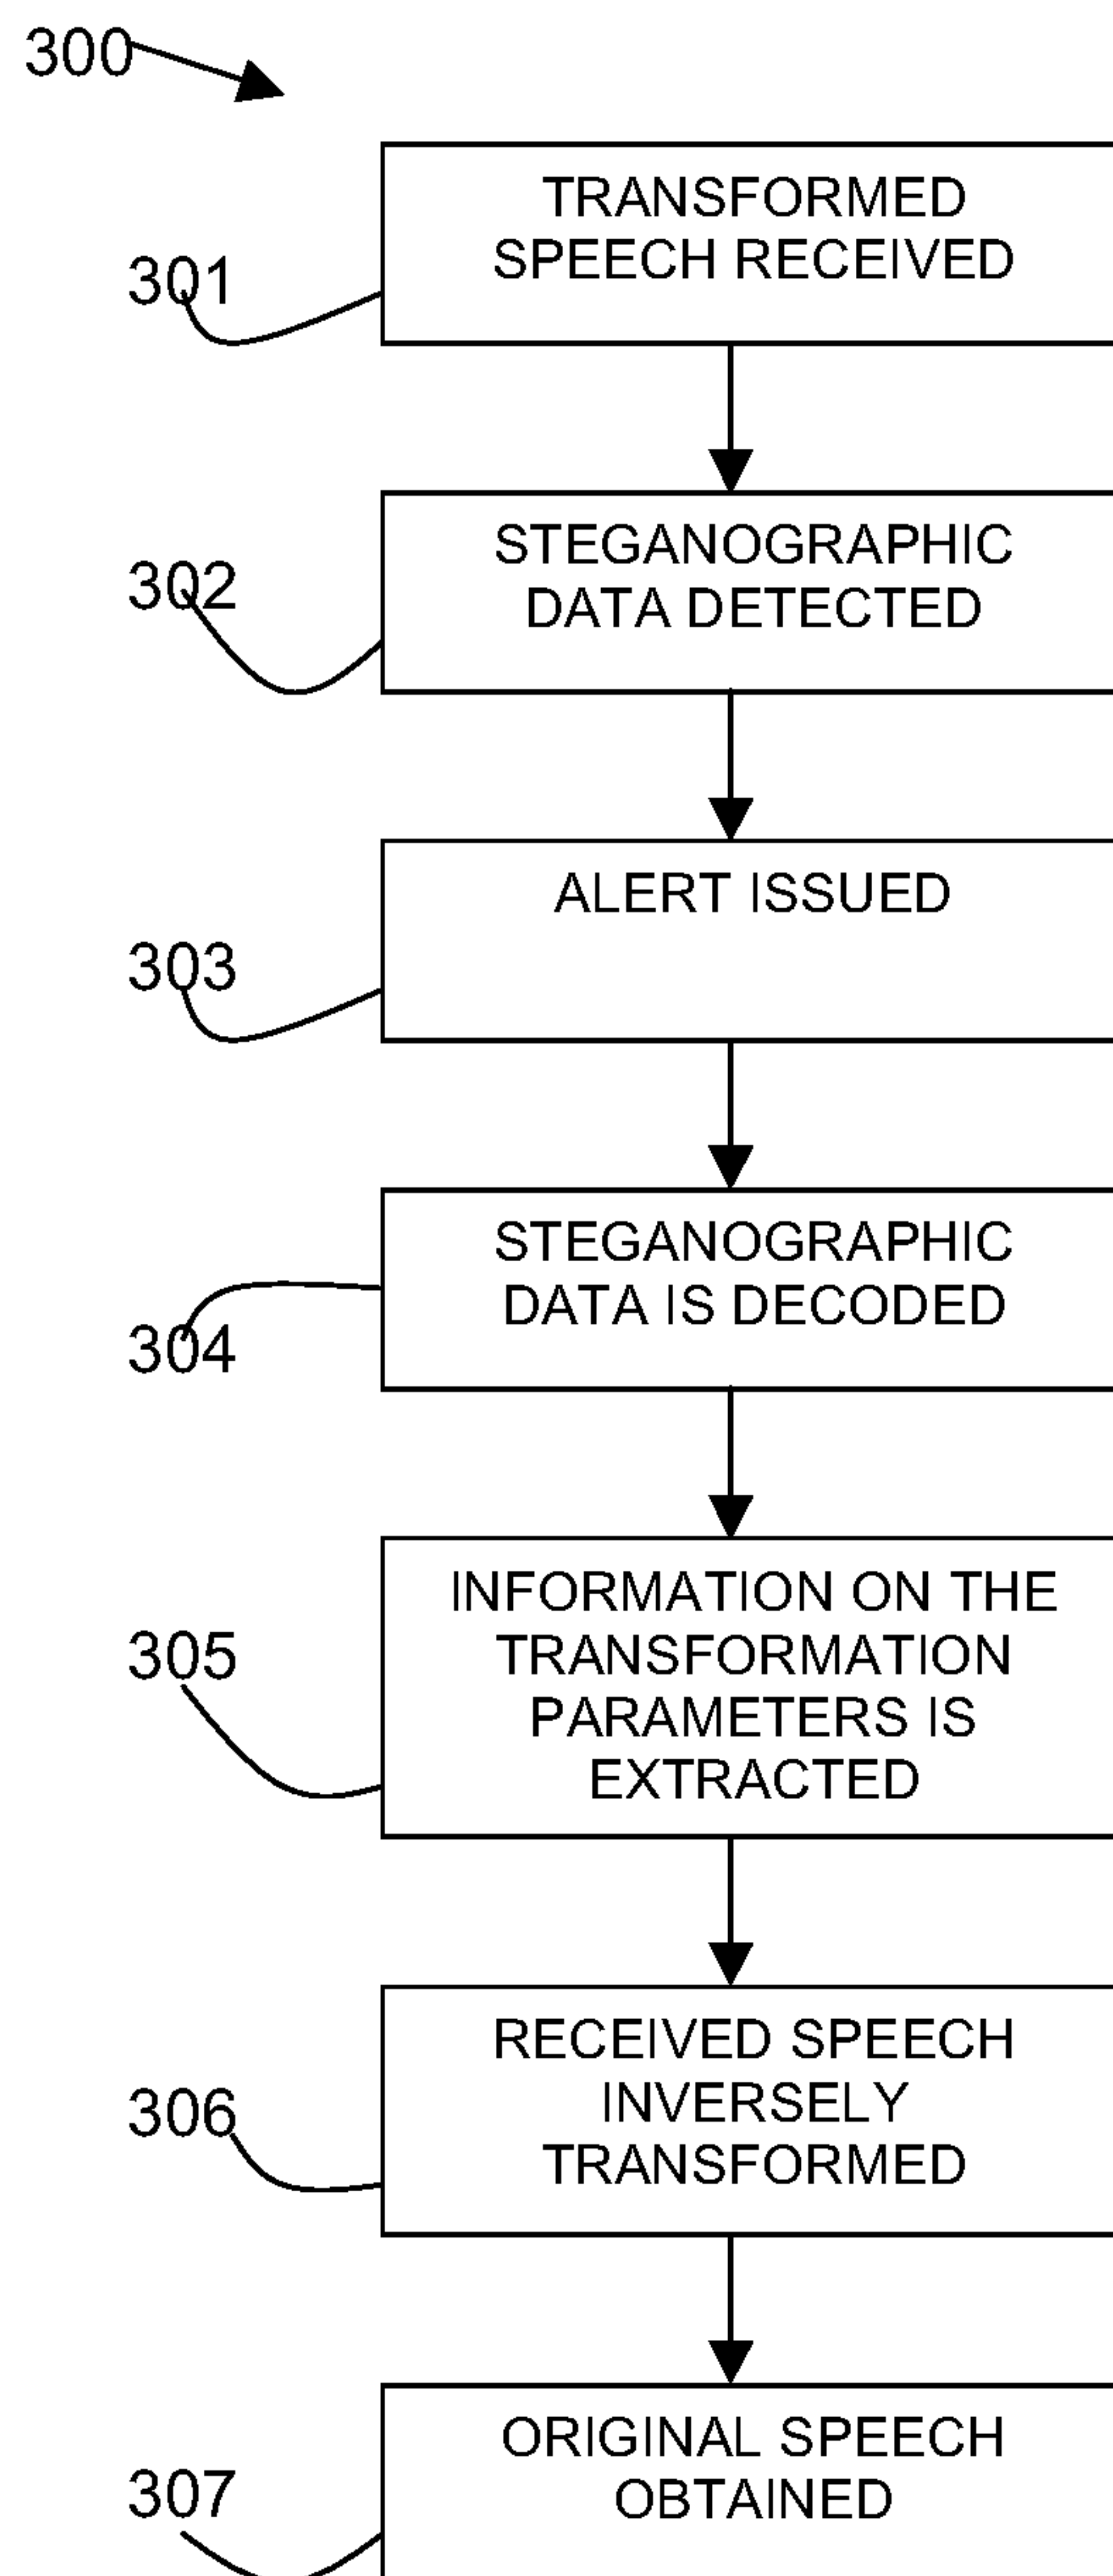 300
TRANSFORMED
SPEECH RECEIVED
301
STEGANOGRAPHIC
DATA DETECTED
302
ALERT ISSUED
303
STEGANOGRAPHIC
DATA IS DECODED
304
INFORMATION ON THE
TRANSFORMATION
PARAMETERS IS
EXTRACTED
305
RECEIVED SPEECH
INVERSELY
TRANSFORMED
306
ORIGINAL SPEECH
OBTAINED
307